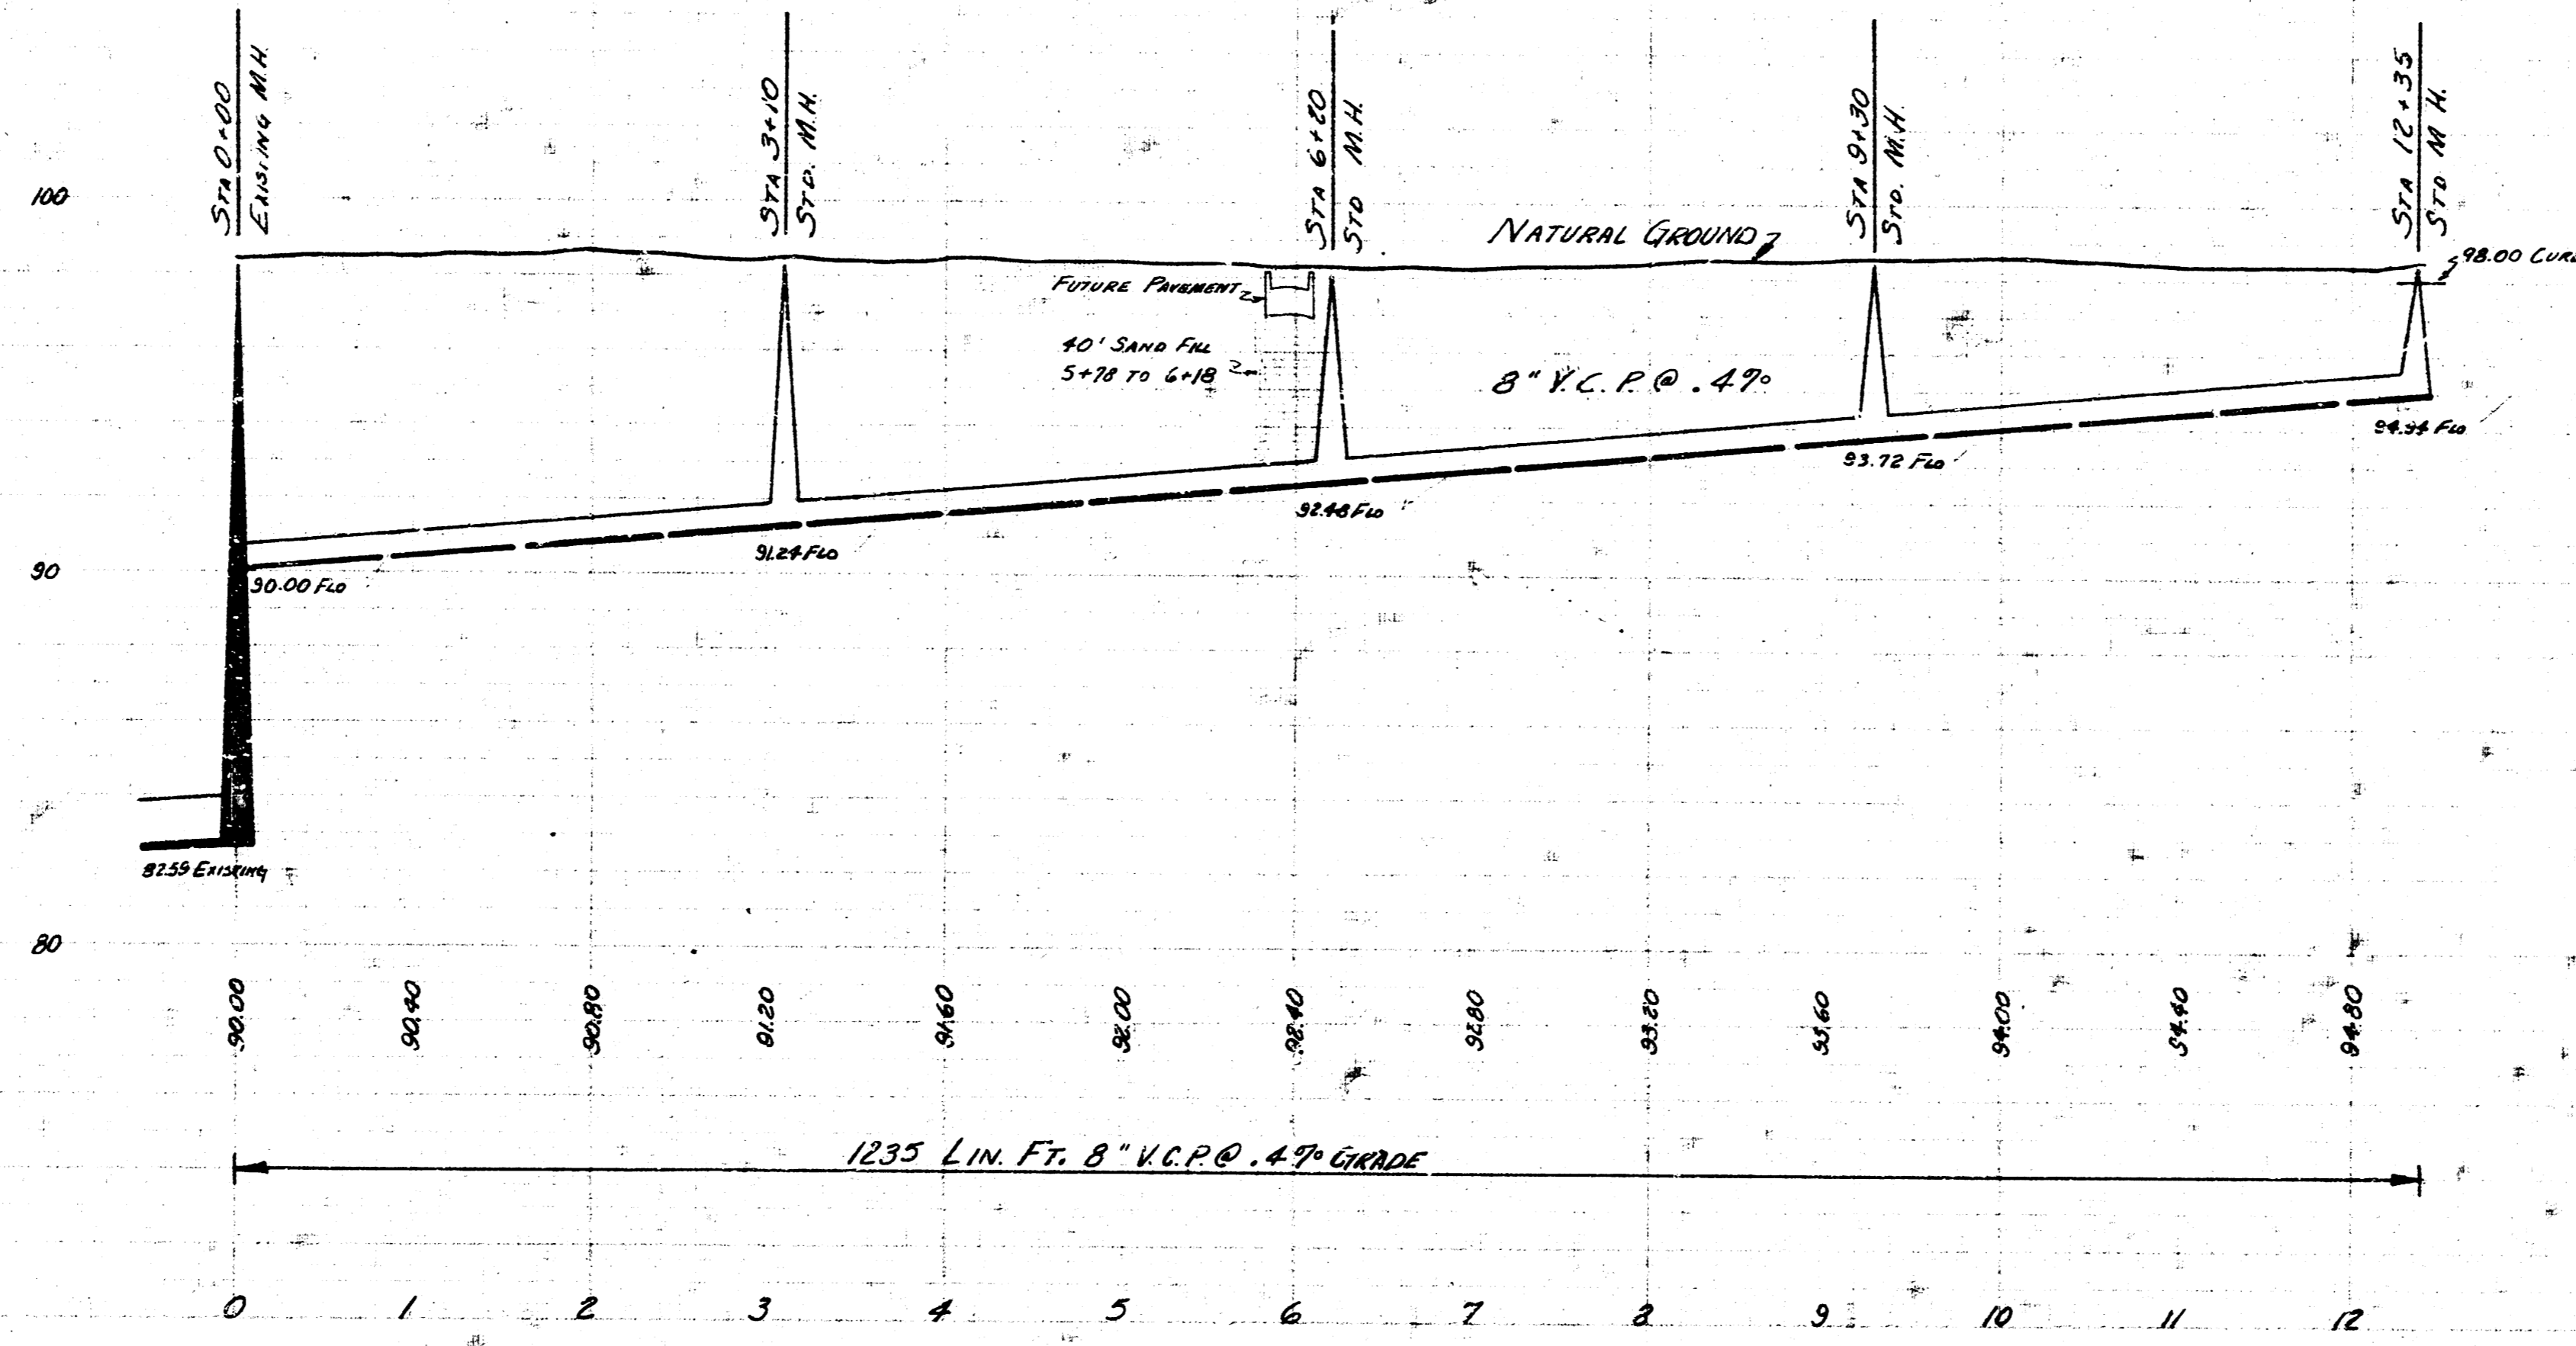 STA 0+00
EXISTING M.H.
STA 3+10
STD. M.H.
STA 6+20
STD M.H.
STA 9+30
STD. M.H.
STA 12+35
STD M H.
100
NATURAL GROUND
98.00 CURB
FUTURE PAVEMENT
40' SAND FILL
5+78 TO 6+18
8" V.C.P. @ .4%
94.94 FLO
93.72 FLO
92.48 FLO
91.24 FLO
90
90.00 FLO
82.59 EXISTING
80
90.00
90.40
90.80
91.20
91.60
92.00
92.40
92.80
93.20
93.60
94.00
94.40
94.80
1235 LIN. FT. 8" V.C.P. @ .4% GRADE
0 1 2 3 4 5 6 7 8 9 10 11 12